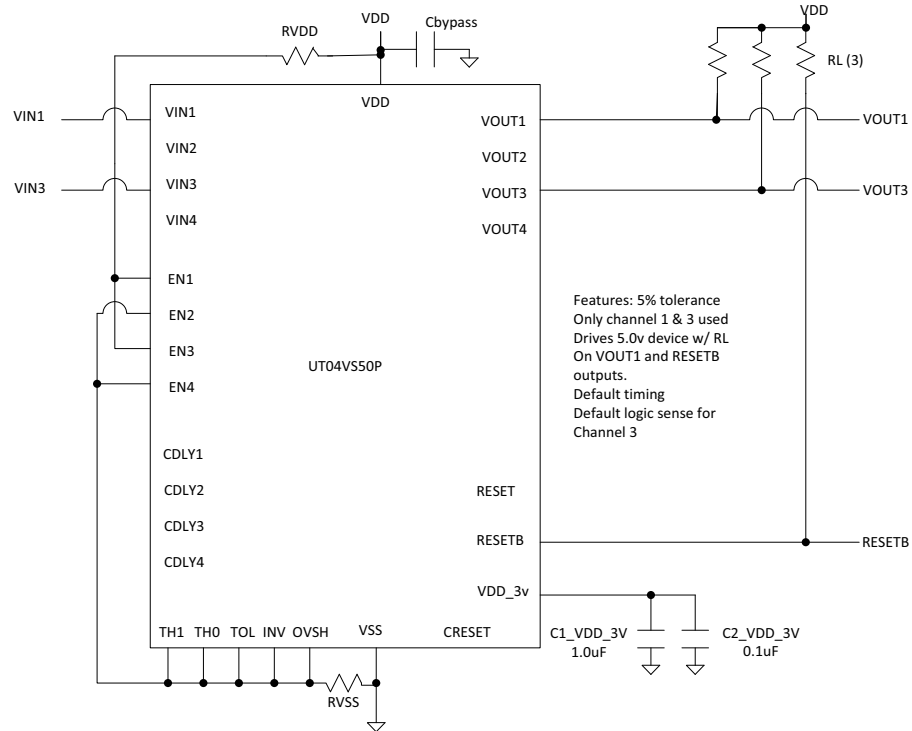 VDD
VDD
Cbypass
RVDD
RL (3)
VDD
VIN1
VIN1
VOUT1
VOUT1
VIN2
VOUT2
VIN3
VIN3
VOUT3
VOUT3
VIN4
VOUT4
EN1
EN2
EN3
EN4
UT04VS50P
Features: 5% tolerance
Only channel 1 & 3 used
Drives 5.0v device w/ RL
On VOUT1 and RESETB
outputs.
Default timing
Default logic sense for
Channel 3
CDLY1
CDLY2
CDLY3
CDLY4
RESET
RESETB
RESETB
VDD_3v
TH1
TH0
TOL
INV
OVSH
VSS
CRESET
C1_VDD_3V
1.0uF
C2_VDD_3V
0.1uF
RVSS